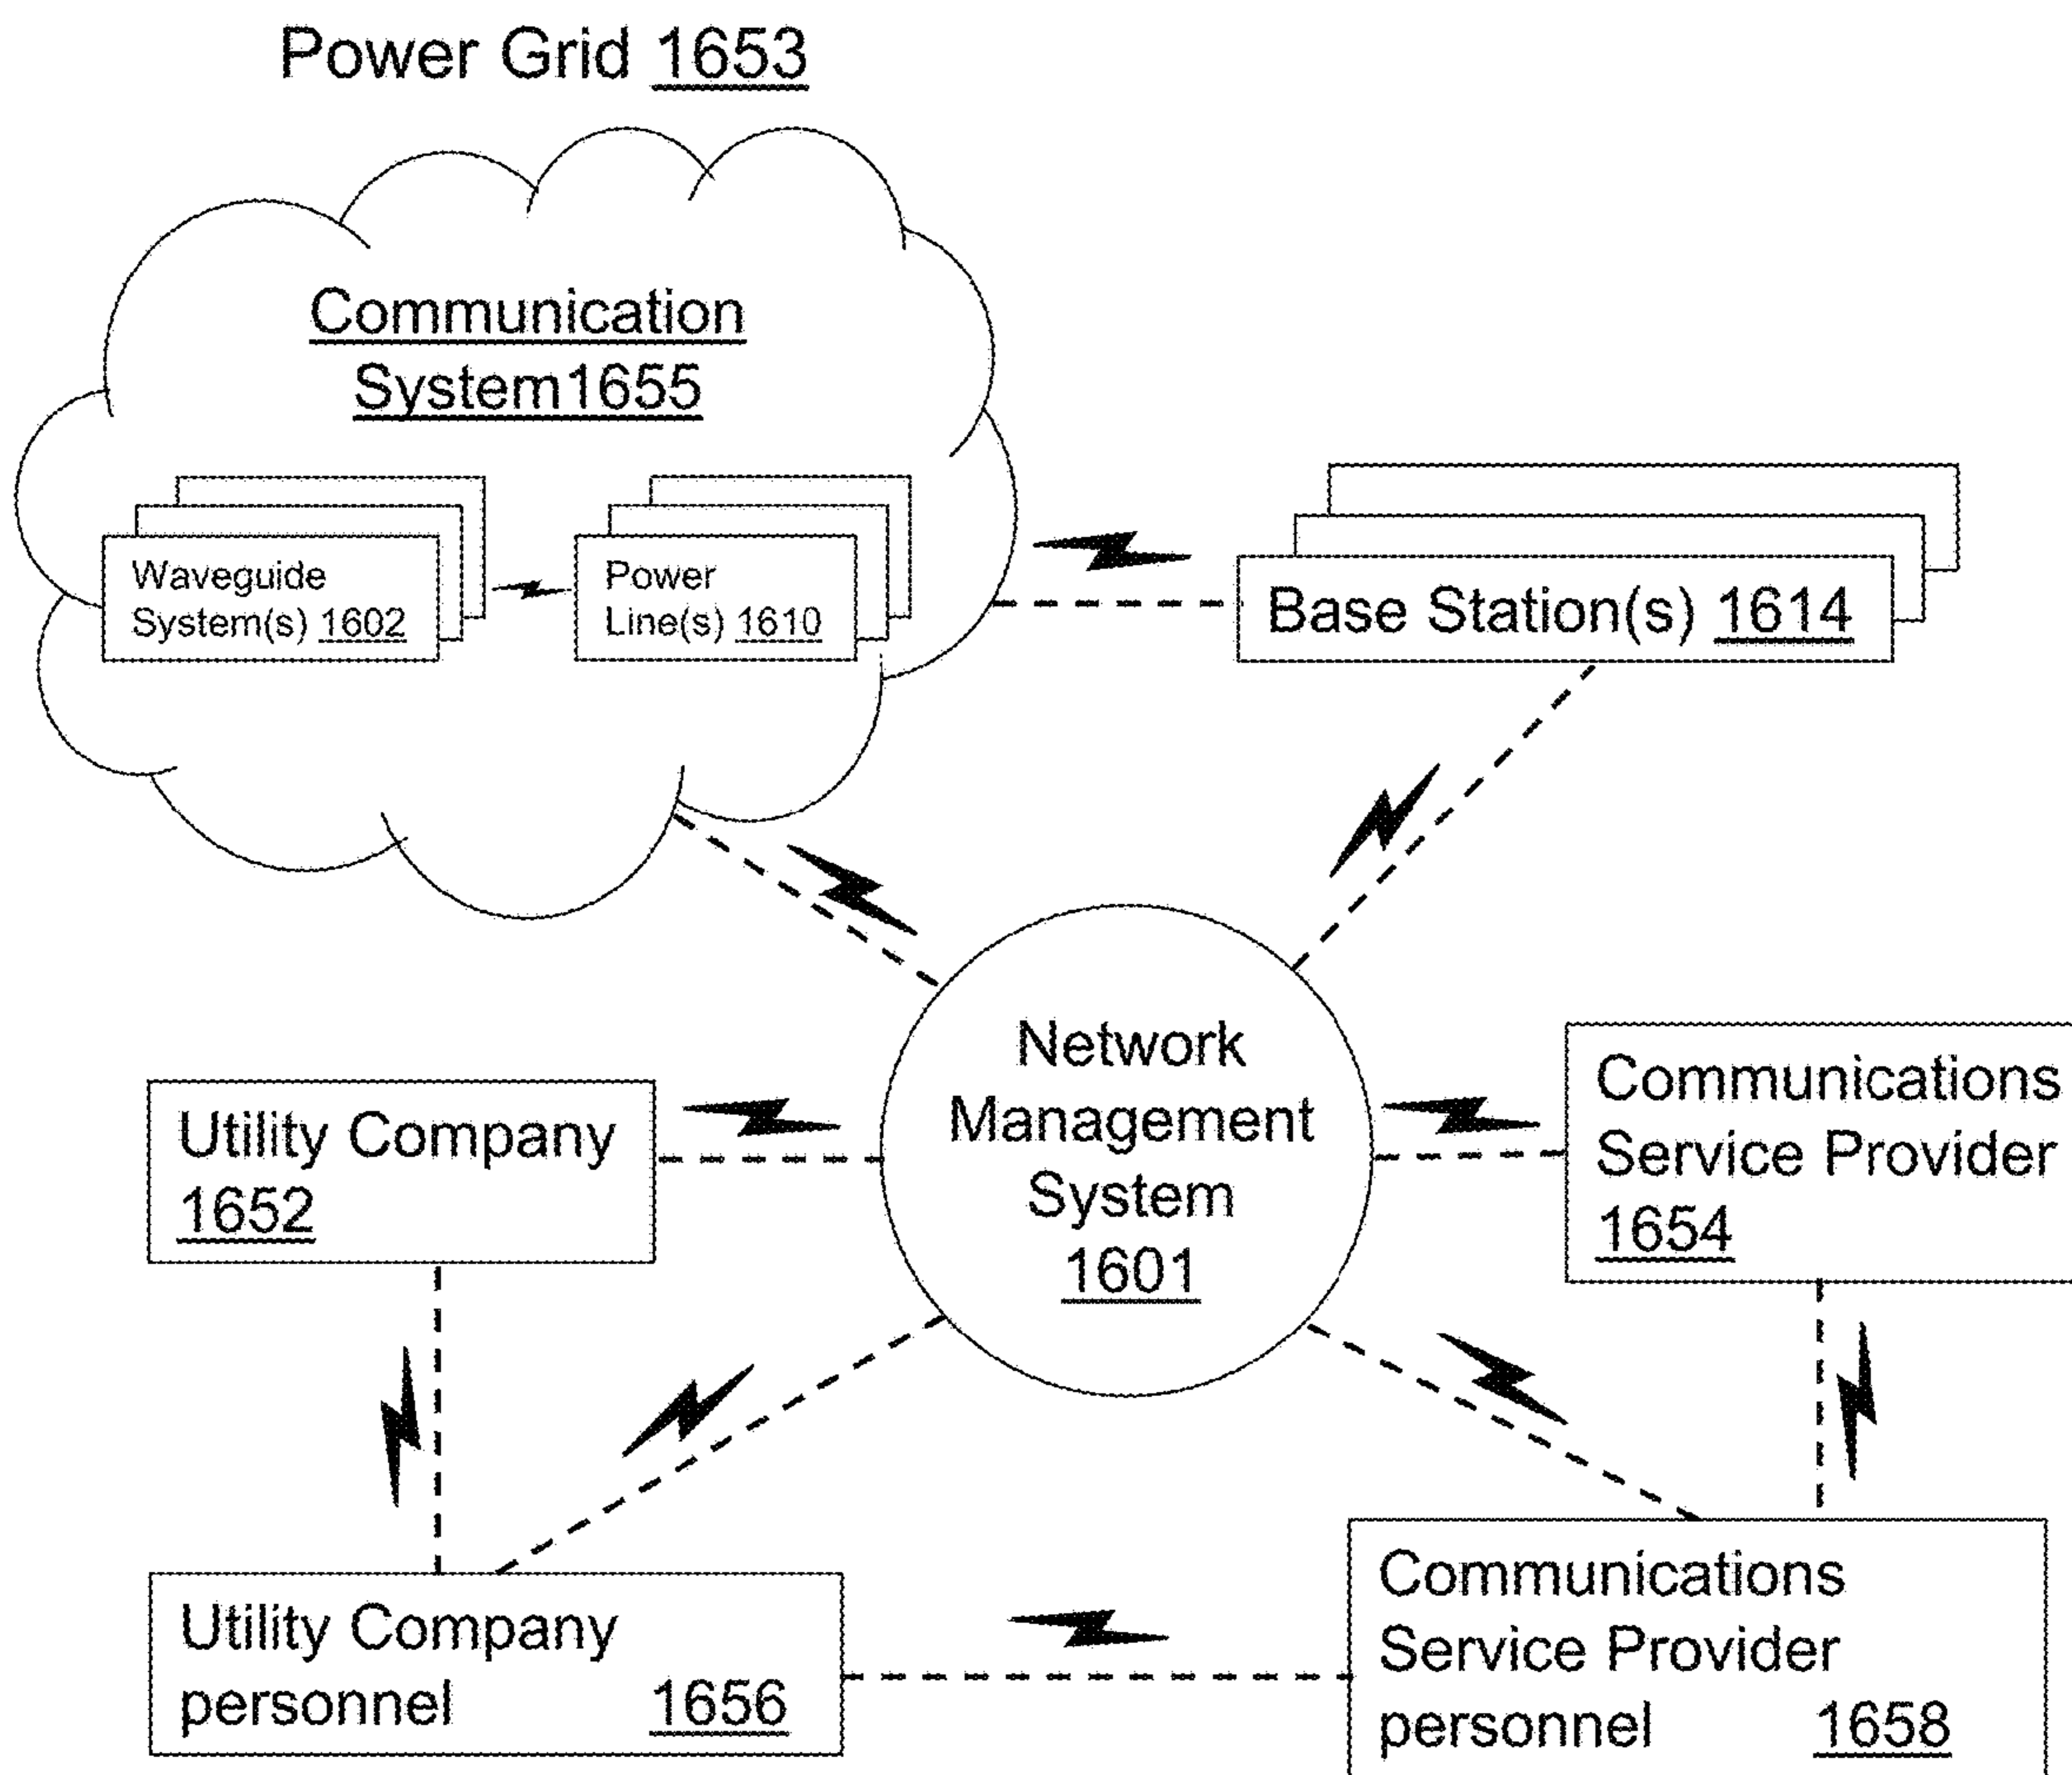 Power Grid 1653
Communication
System1655
Waveguide
System(s) 1602
Power
Line(s) 1610
Base Station(s) 1614
Network
Management
System
1601
Utility Company
1652
Communications
Service Provider
1654
Utility Company
personnel 1656
Communications
Service Provider
personnel 1658